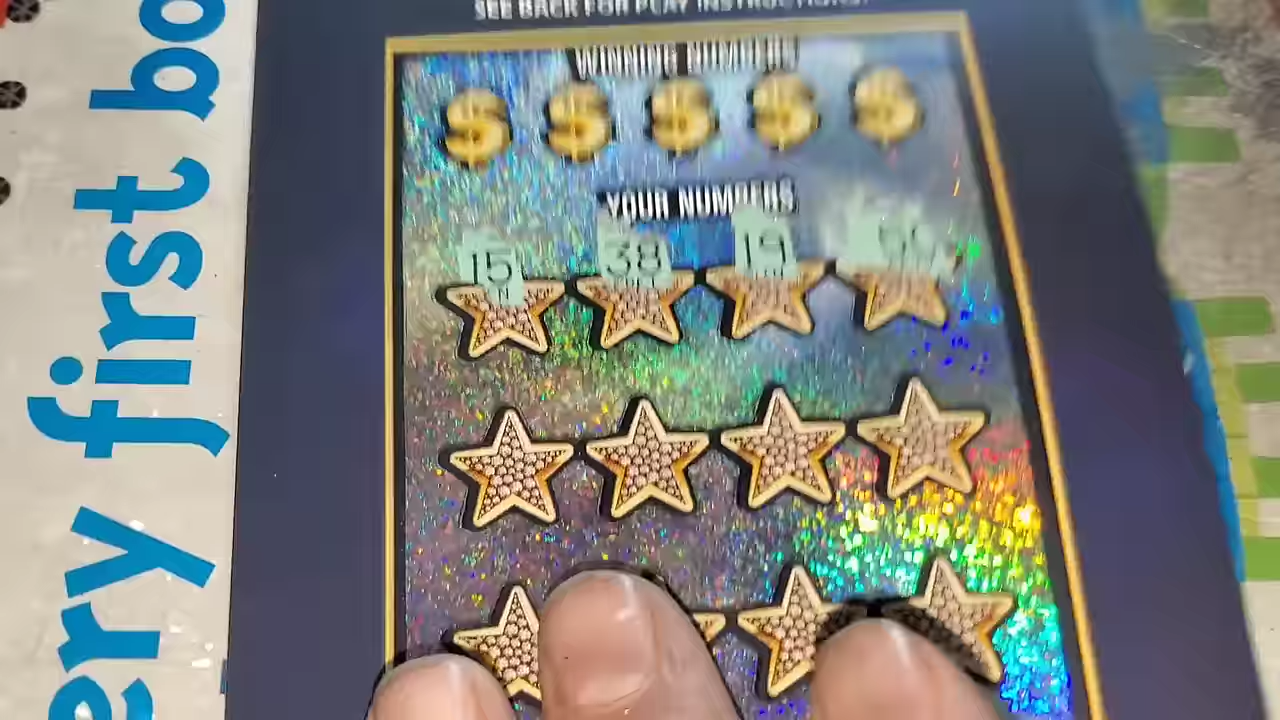 SEE BACK FOR PLAY INSTRUCTIONS.
WINNING NUMBERS
$ $ $ $ $
YOUR NUMBERS
15 38 19
ery first bo